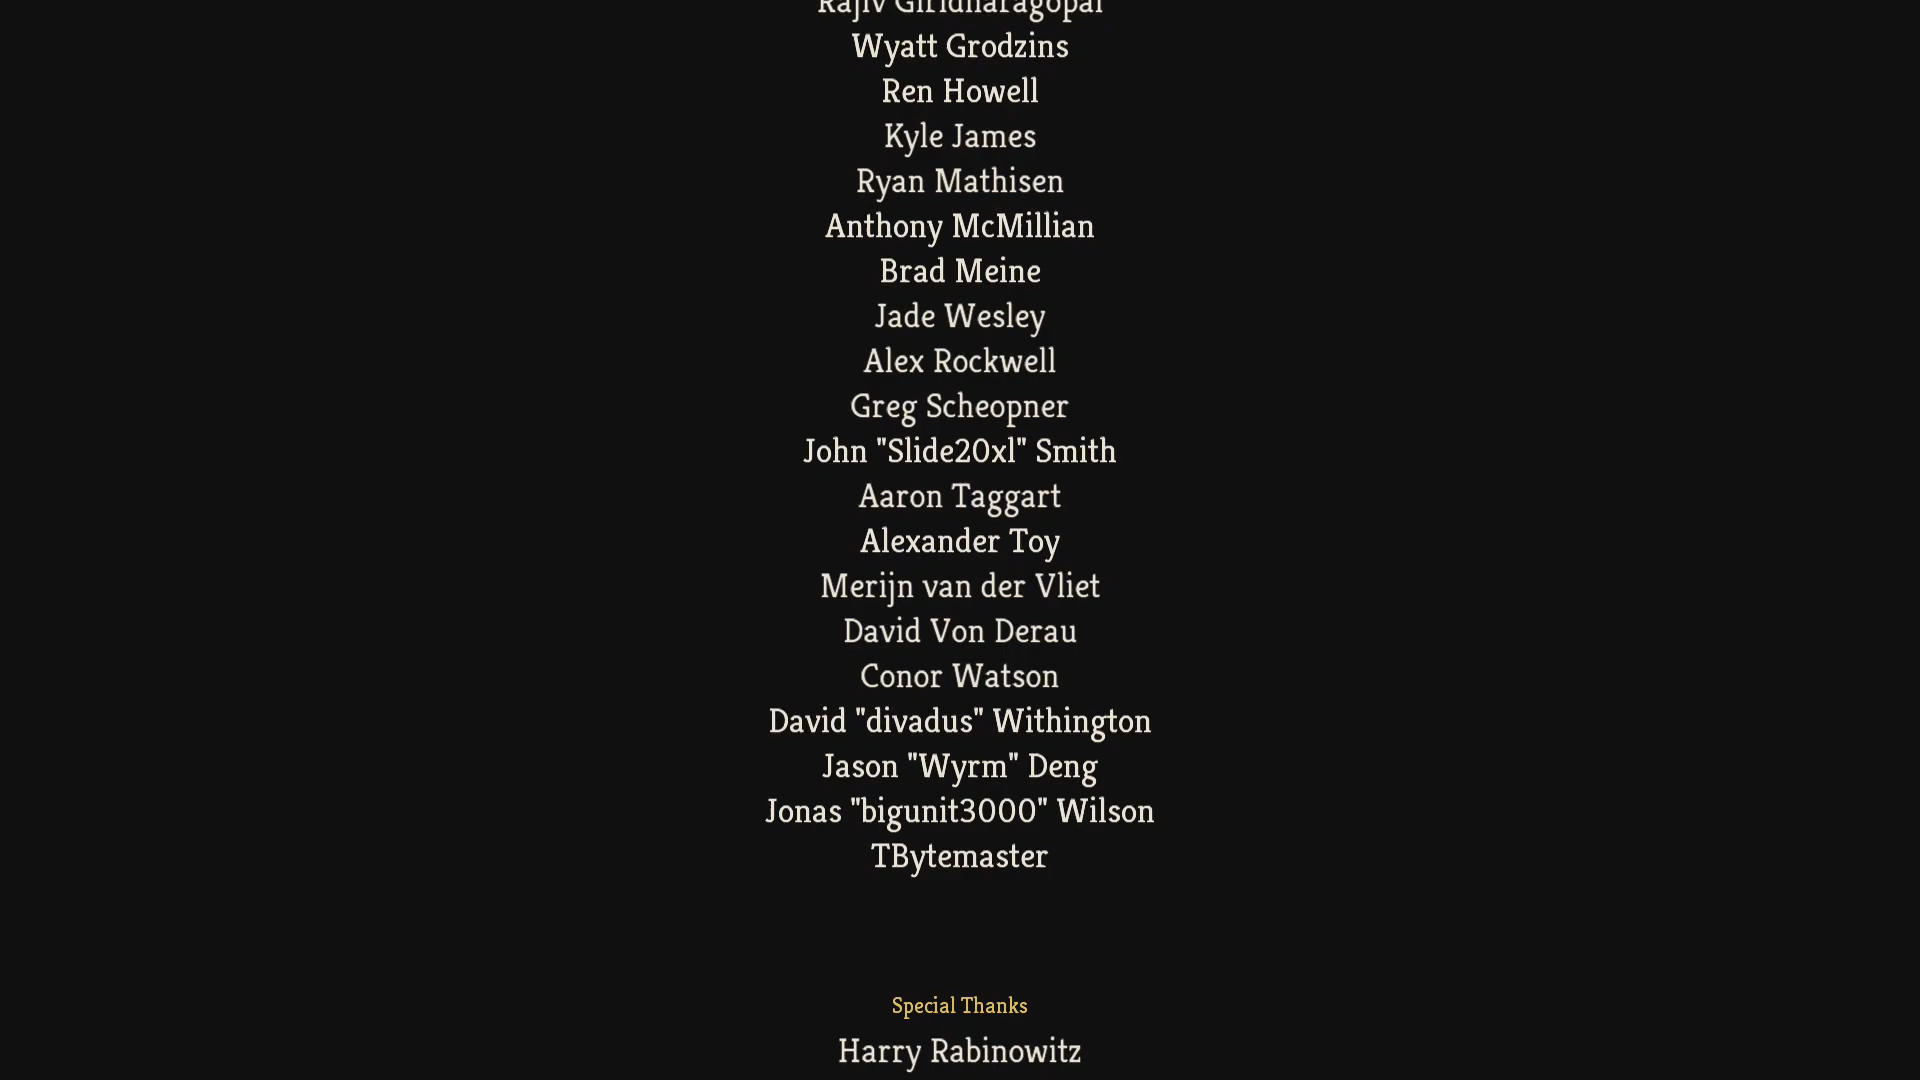 Rajiv Giridharagopal
Wyatt Grodzins
Ren Howell
Kyle James
Ryan Mathisen
Anthony McMillian
Brad Meine
Jade Wesley
Alex Rockwell
Greg Scheopner
John "Slide20xl" Smith
Aaron Taggart
Alexander Toy
Merijn van der Vliet
David Von Derau
Conor Watson
David "divadus" Withington
Jason "Wyrm" Deng
Jonas "bigunit3000" Wilson
TBytemaster
Special Thanks
Harry Rabinowitz